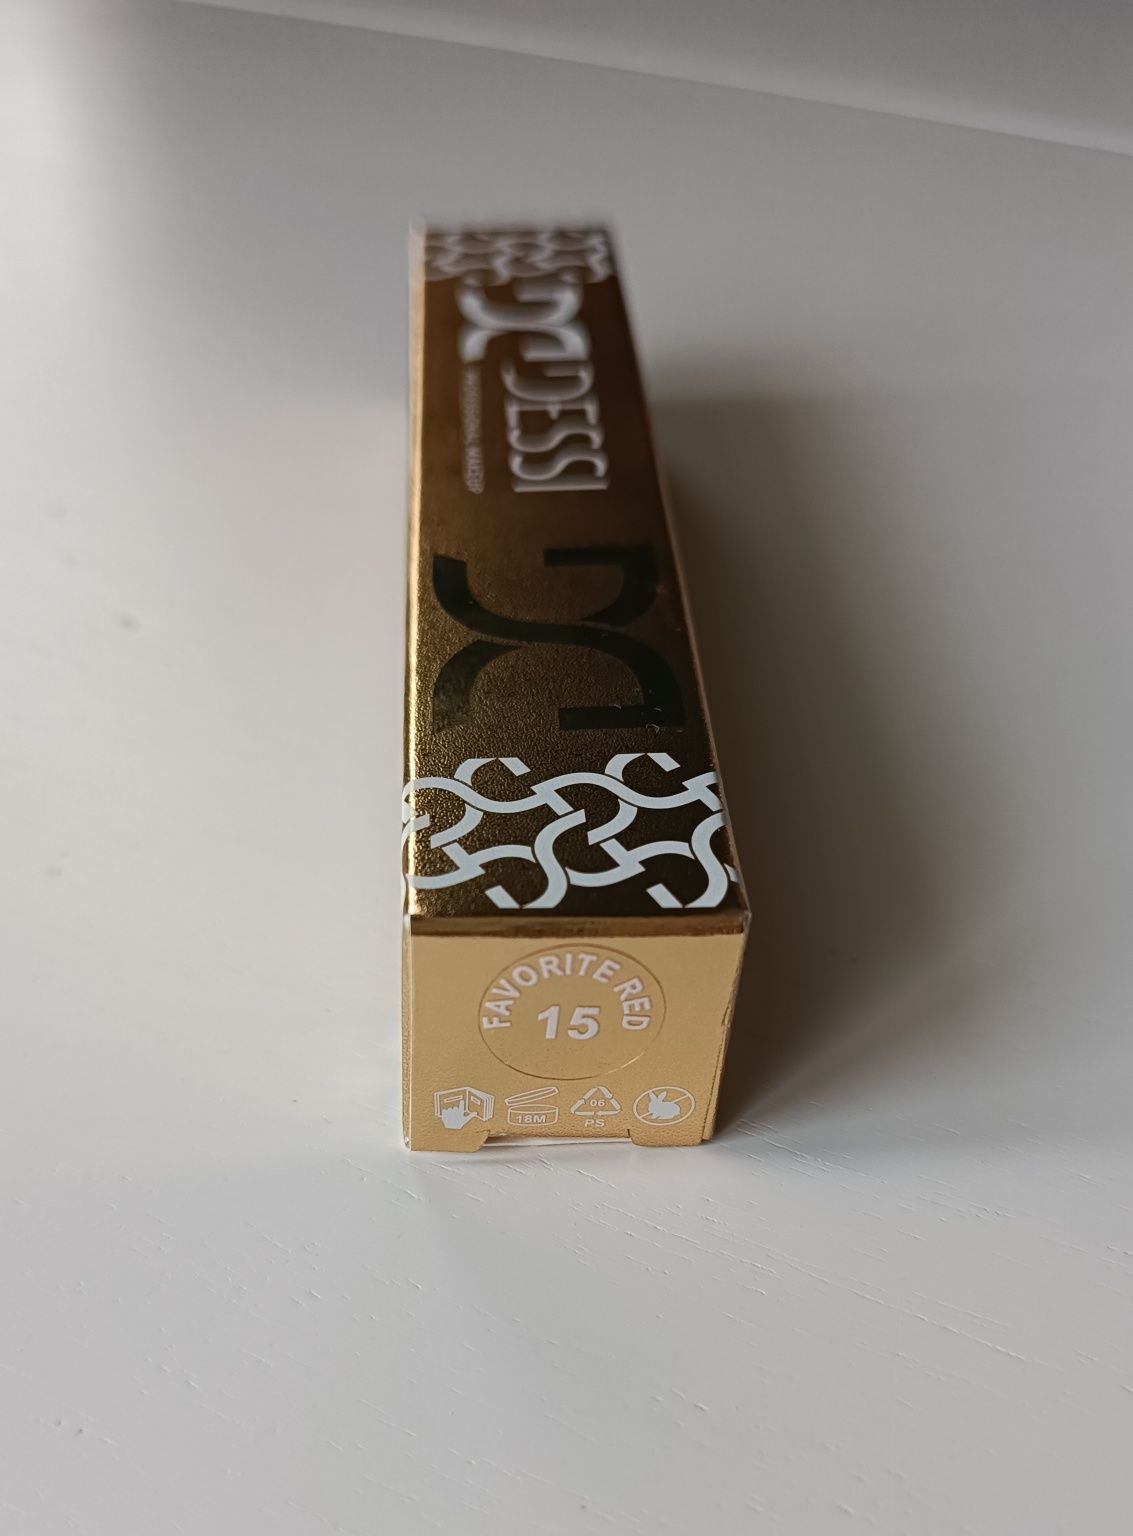 DESSI
PROFESSIONAL MAKEUP
FAVORITE RED
15
18M
06
PS